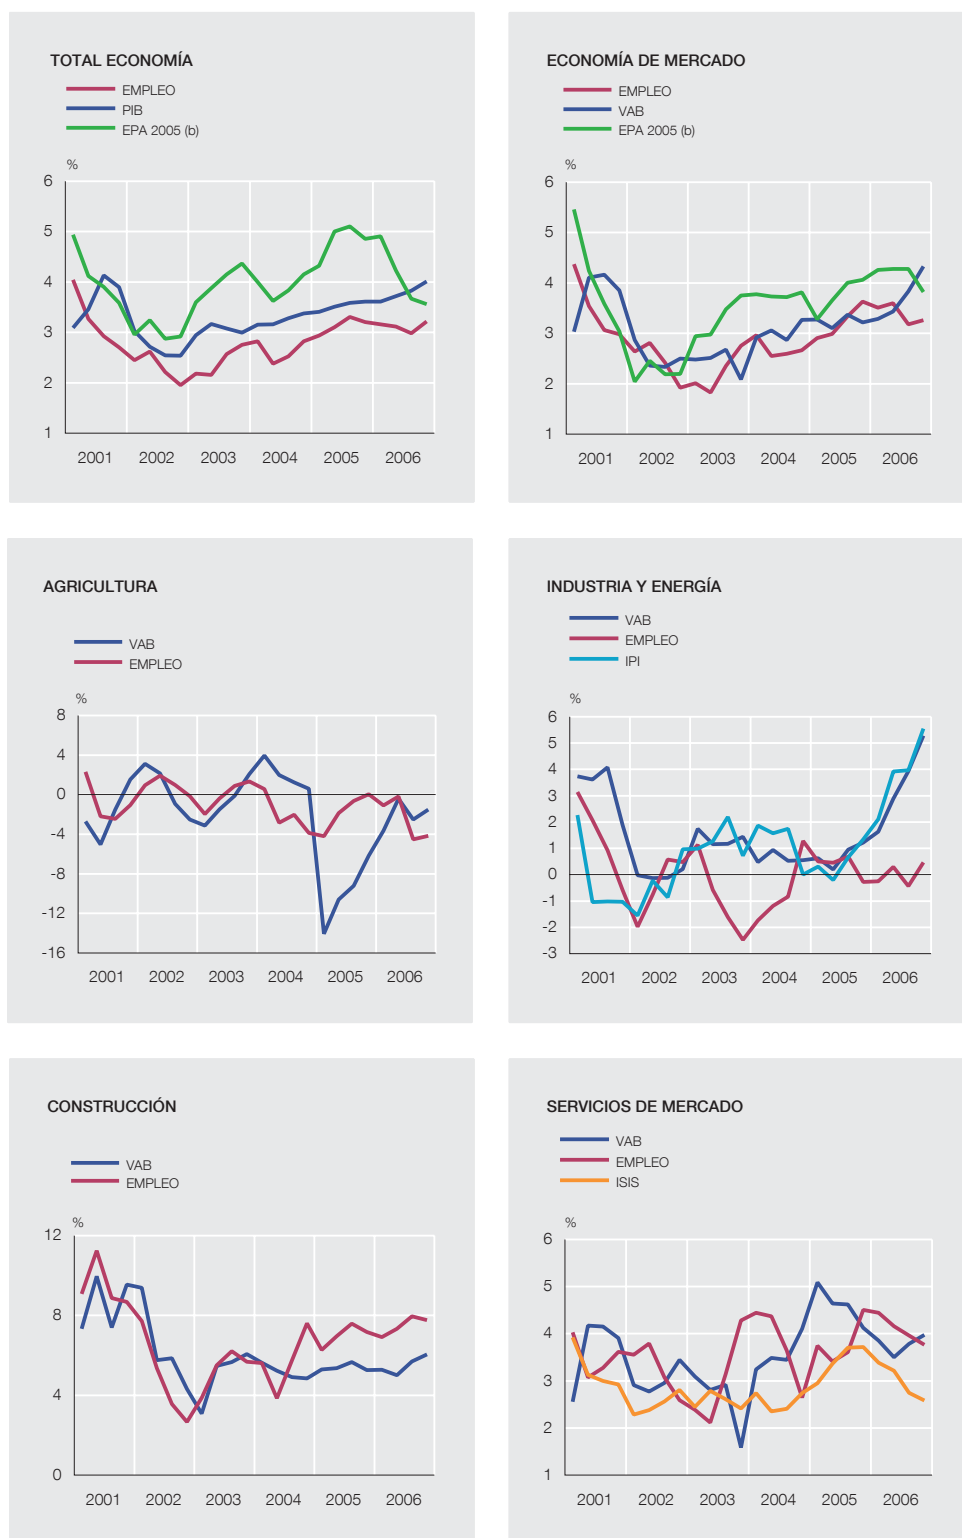 TOTAL ECONOMÍA
EMPLEO
PIB
EPA 2005 (b)
%
6
5
4
3
2
1
2001 2002 2003 2004 2005 2006
ECONOMÍA DE MERCADO
EMPLEO
VAB
EPA 2005 (b)
%
6
5
4
3
2
1
2001 2002 2003 2004 2005 2006
AGRICULTURA
VAB
EMPLEO
%
8
4
0
-4
-8
-12
-16
2001 2002 2003 2004 2005 2006
INDUSTRIA Y ENERGÍA
VAB
EMPLEO
IPI
%
6
5
4
3
2
1
0
-1
-2
-3
2001 2002 2003 2004 2005 2006
CONSTRUCCIÓN
VAB
EMPLEO
%
12
8
4
0
2001 2002 2003 2004 2005 2006
SERVICIOS DE MERCADO
VAB
EMPLEO
ISIS
%
6
5
4
3
2
1
2001 2002 2003 2004 2005 2006